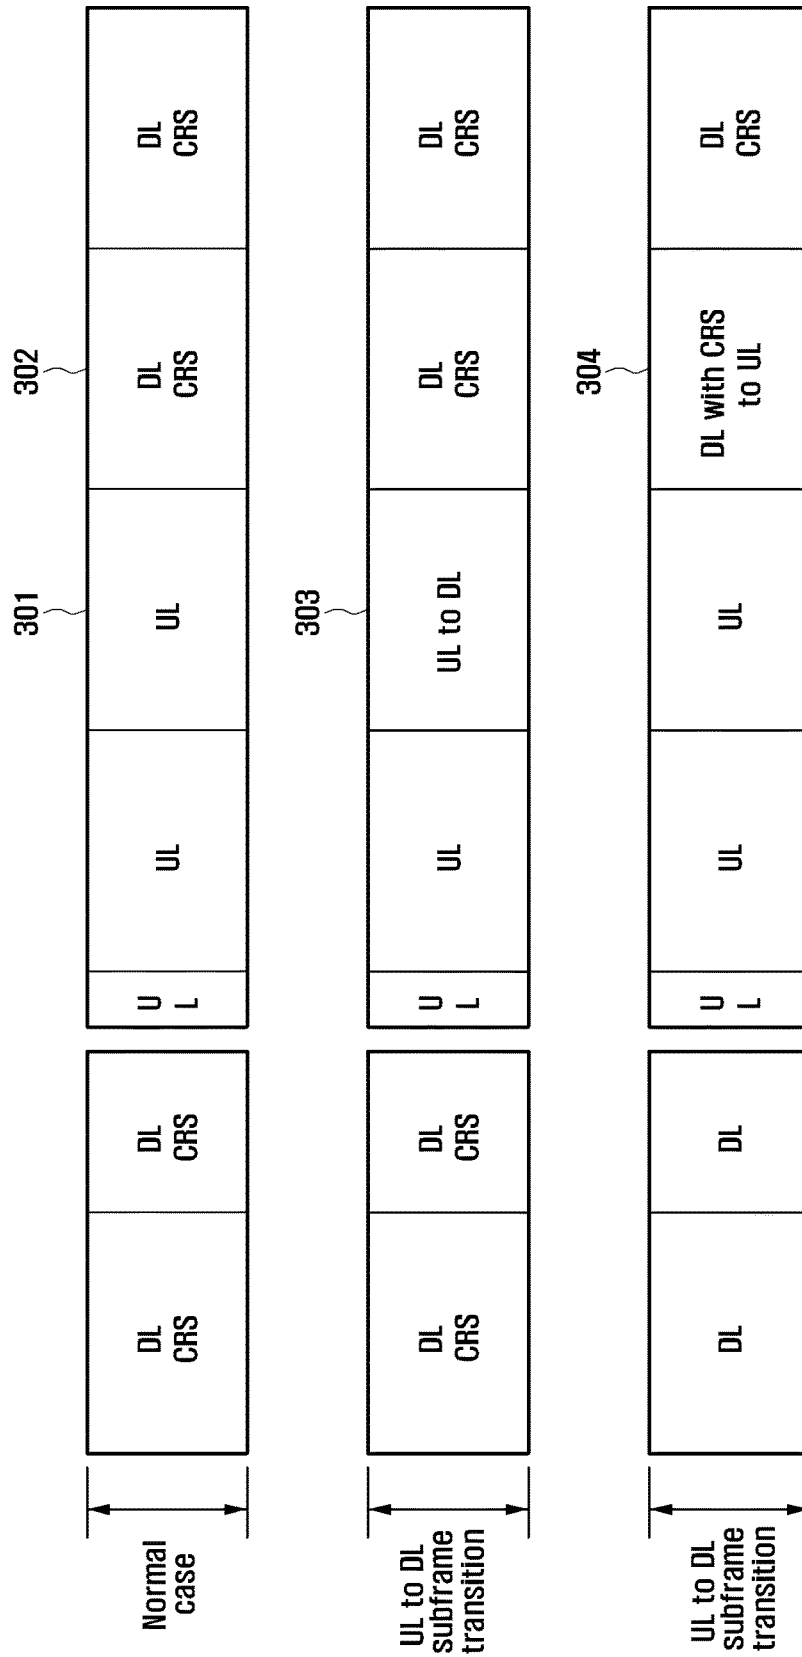 301
302
Normal
case
DL
CRS
DL
CRS
U
L
UL
UL
DL
CRS
DL
CRS
303
UL to DL
subframe
transition
DL
CRS
DL
CRS
U
L
UL
UL to DL
DL
CRS
DL
CRS
304
UL to DL
subframe
transition
DL
DL
U
L
UL
UL
DL with CRS
to UL
DL
CRS